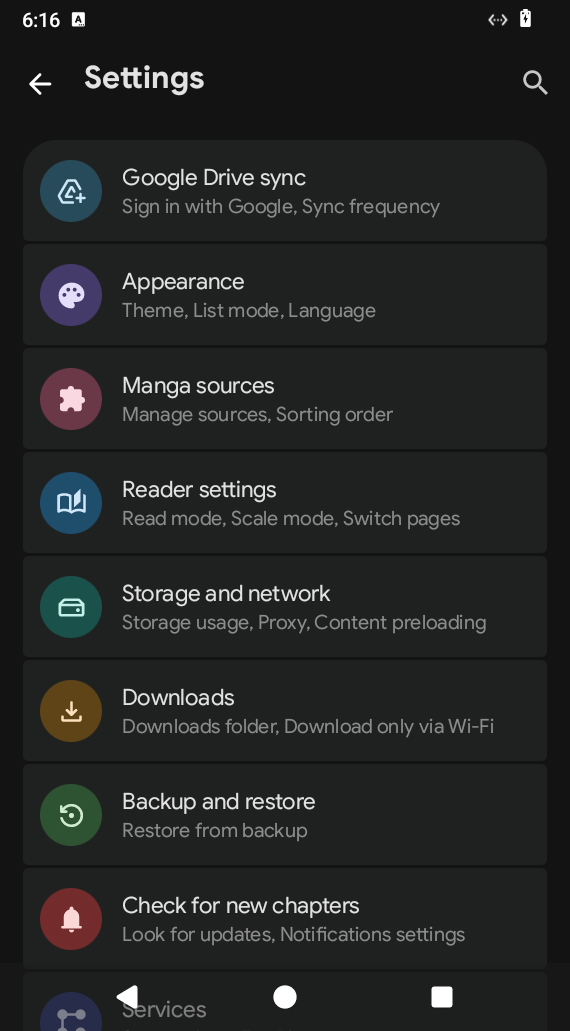 6:16
A
Settings
Google Drive sync
Sign in with Google, Sync frequency
Appearance
Theme, List mode, Language
Manga sources
Manage sources, Sorting order
Reader settings
Read mode, Scale mode, Switch pages
Storage and network
Storage usage, Proxy, Content preloading
Downloads
Downloads folder, Download only via Wi-Fi
Backup and restore
Restore from backup
Check for new chapters
Look for updates, Notifications settings
Services